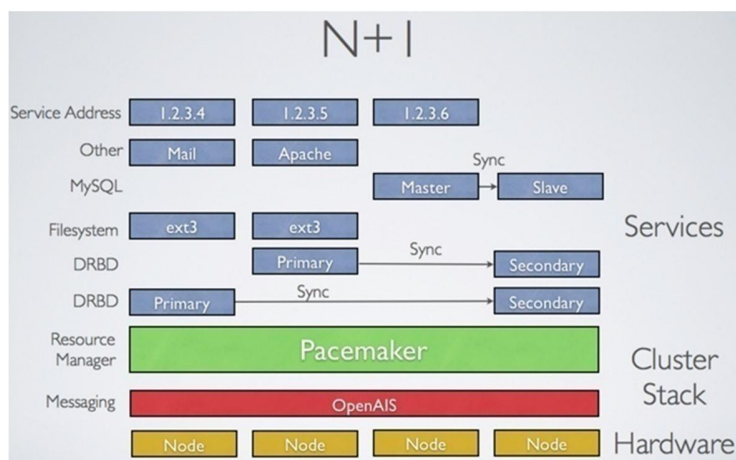 N+1
Service Address 1.2.3.4 1.2.3.5 1.2.3.6
Other Mail Apache
Sync
MySQL Master Slave
Filesystem ext3 ext3
Services
DRBD Primary Sync Secondary
DRBD Primary Sync Secondary
Resource
Manager
Pacemaker
Cluster
Stack
Messaging OpenAIS
Node Node Node Node Hardware